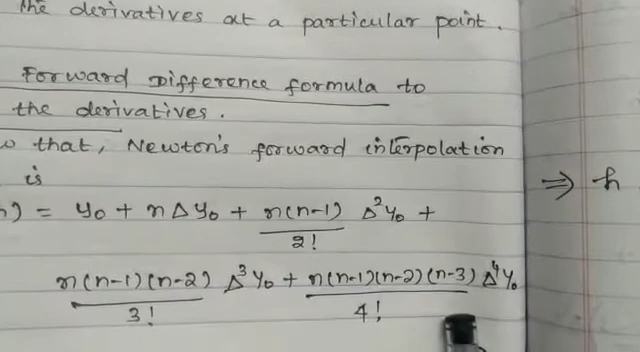 the derivatives at a particular point.
Forward Difference formula to
the derivatives.
that, Newton's forward interpolation
is
) = y₀ + nΔy₀ + n(n-1)/2! Δ²y₀ +
n(n-1)(n-2)/3! Δ³y₀ + n(n-1)(n-2)(n-3)/4! Δ⁴y₀
⇒ h